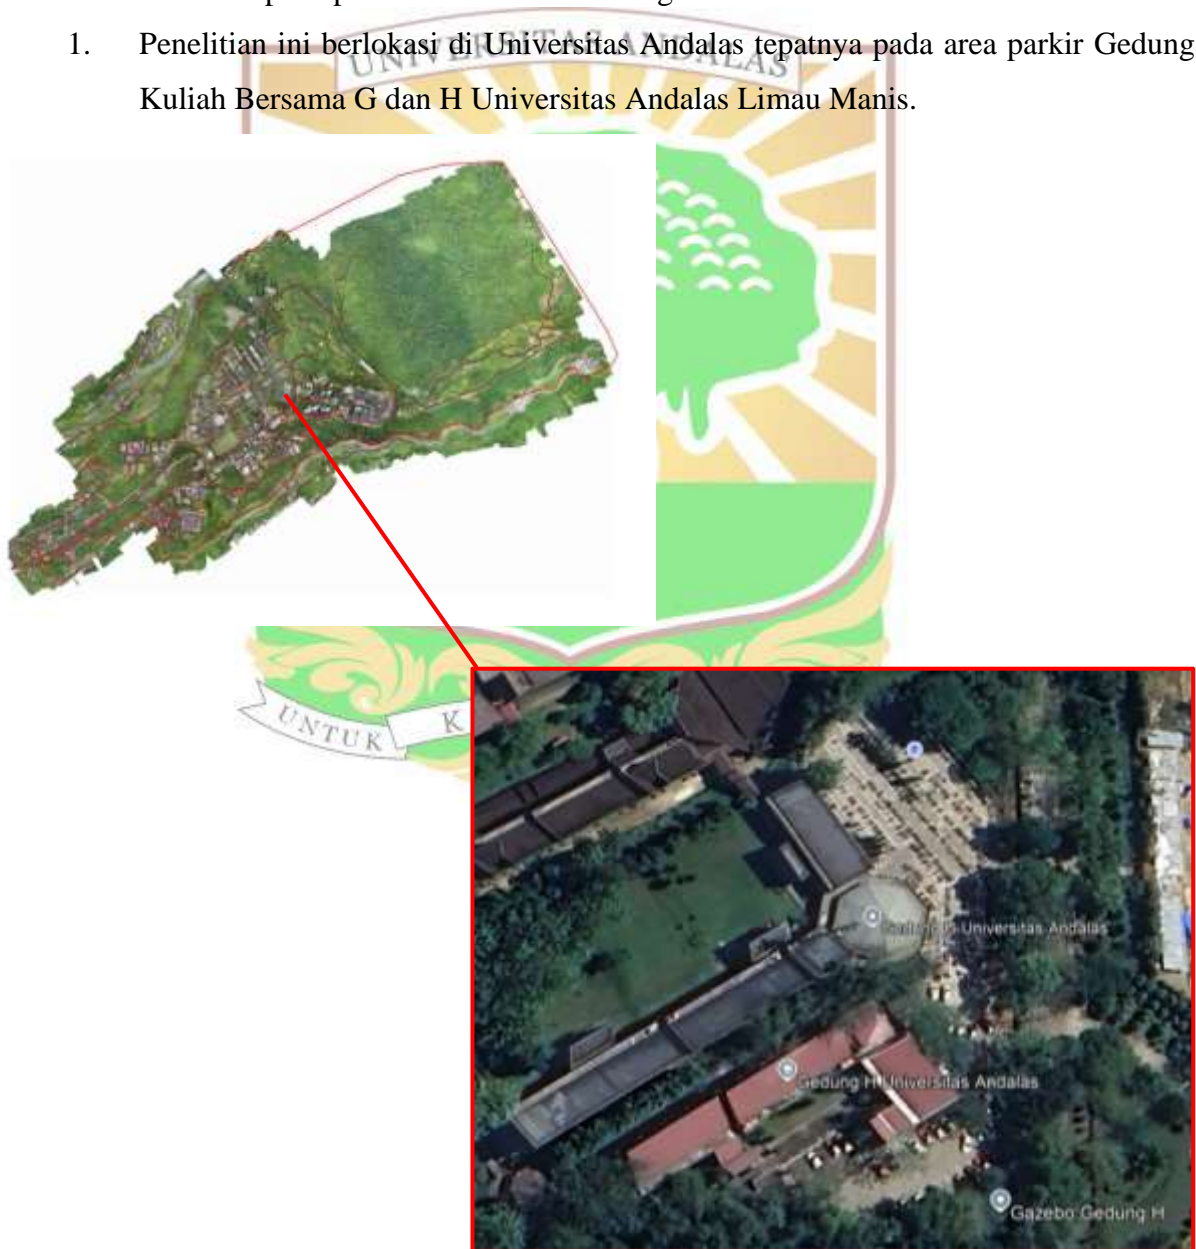 1. Penelitian ini berlokasi di Universitas Andalas tepatnya pada area parkir Gedung
Kuliah Bersama G dan H Universitas Andalas Limau Manis.
UNIVERSITAS ANDALAS
UNTUK K
Universitas Andalas
Gedung H Universitas Andalas
Gazebo Gedung H